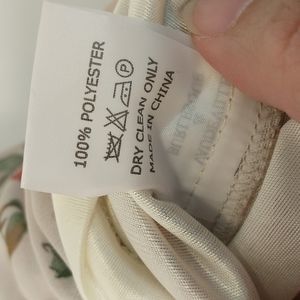 100% POLYESTER
P
DRY CLEAN ONLY
MADE IN CHINA